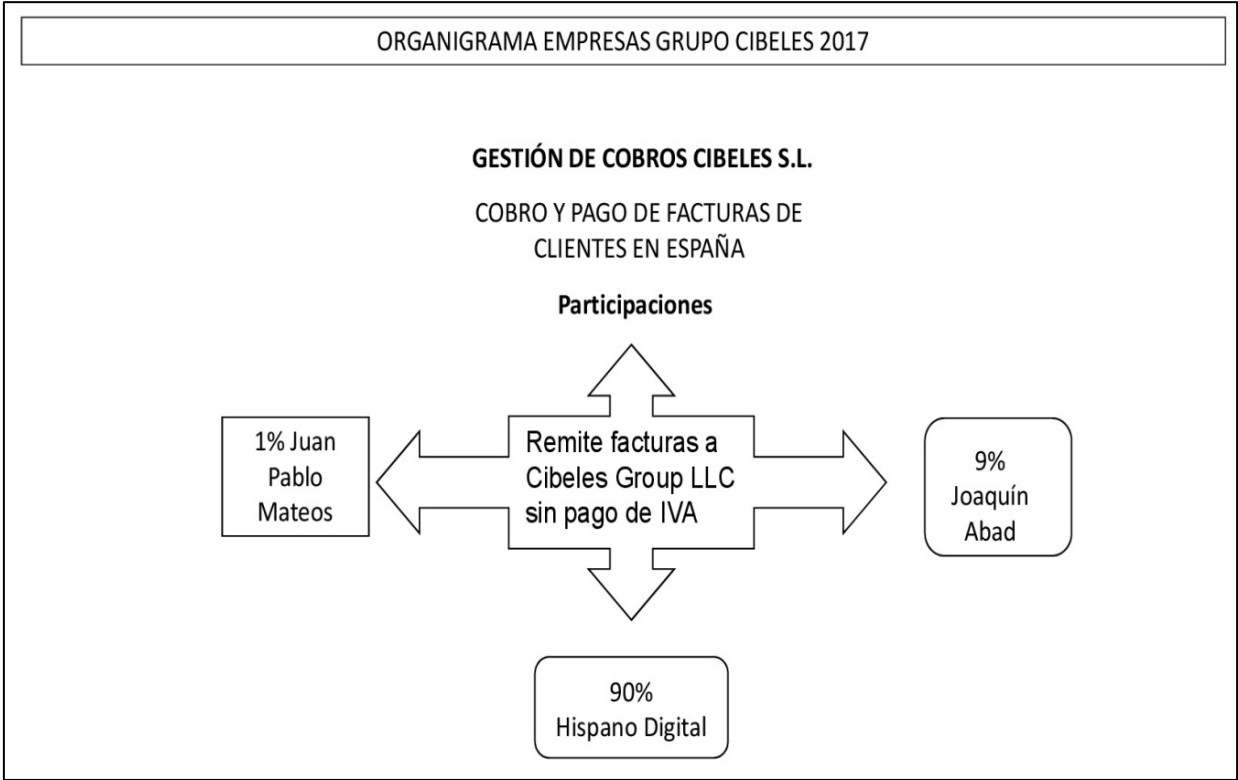 ORGANIGRAMA EMPRESAS GRUPO CIBELES 2017
GESTIÓN DE COBROS CIBELES S.L.
COBRO Y PAGO DE FACTURAS DE
CLIENTES EN ESPAÑA
Participaciones
1% Juan
Pablo
Mateos
Remite facturas a
Cibeles Group LLC
sin pago de IVA
9%
Joaquín
Abad
90%
Hispano Digital